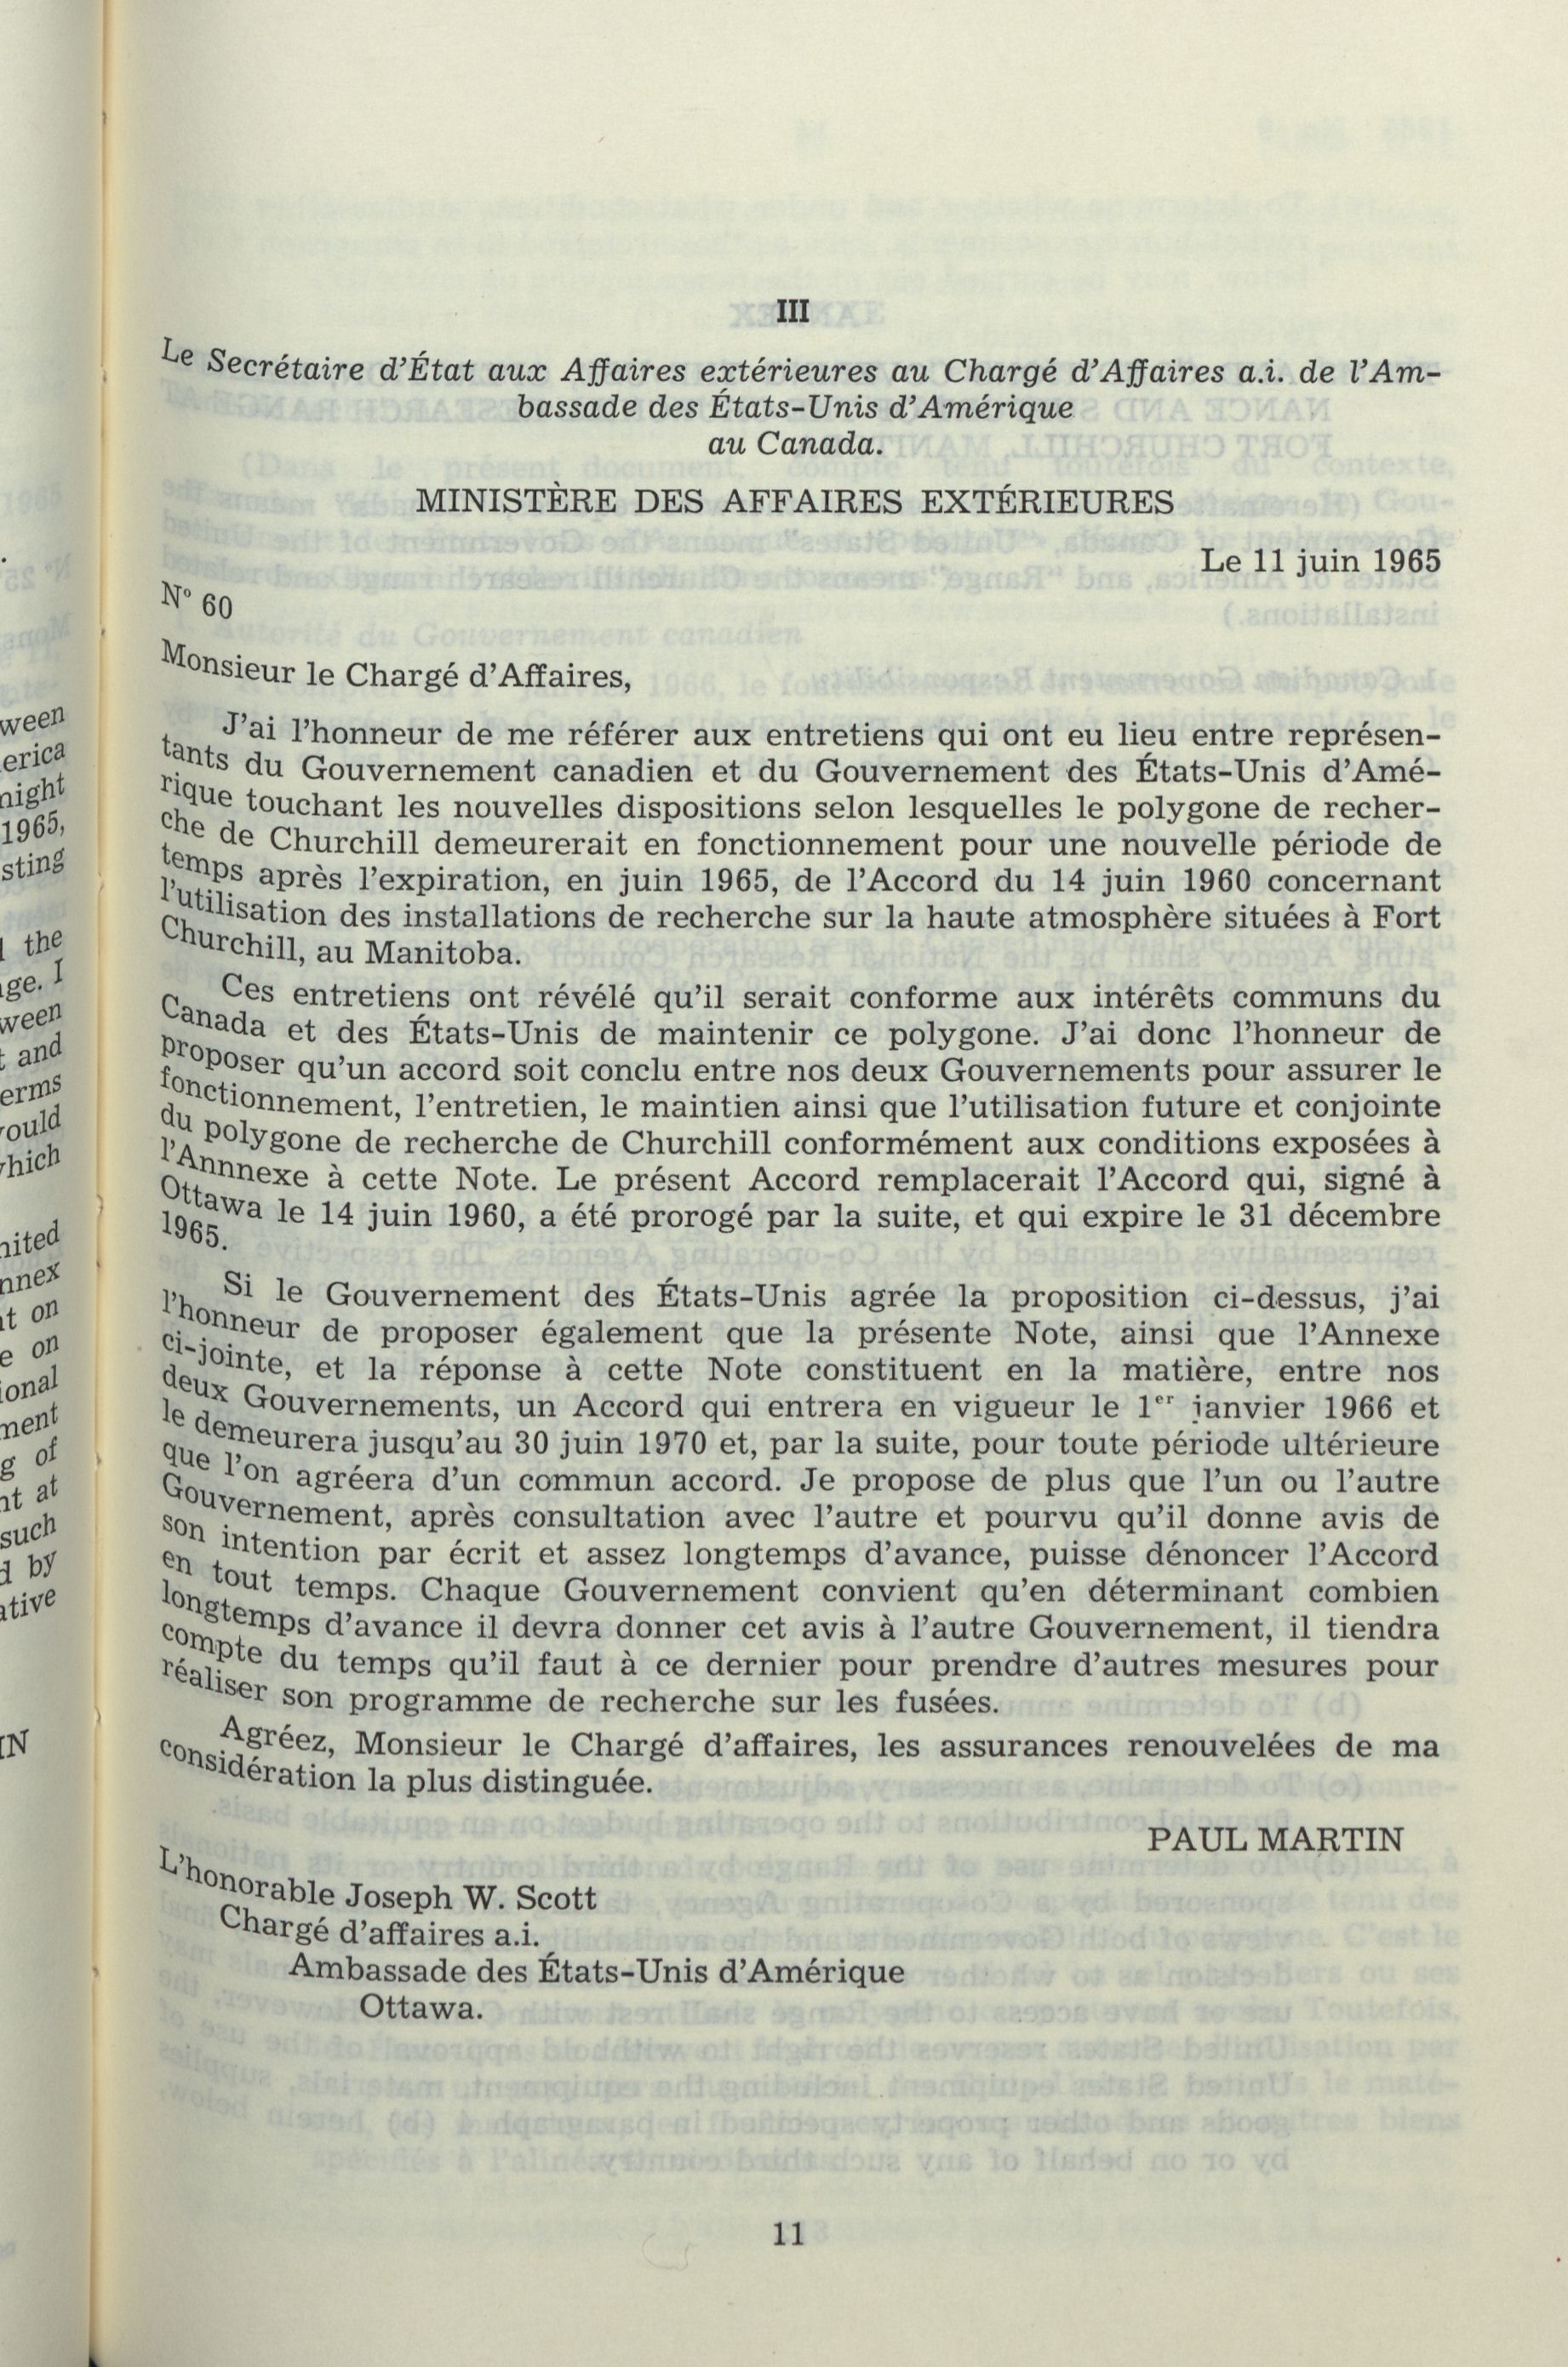 III
Le Secrétaire d'État aux Affaires extérieures au Chargé d'Affaires a.i. de l'Am-
bassade des États-Unis d'Amérique
au Canada.
MINISTÈRE DES AFFAIRES EXTÉRIEURES
Le 11 juin 1965
N° 60
Monsieur le Chargé d'Affaires,
J'ai l'honneur de me référer aux entretiens qui ont eu lieu entre représen-
tants du Gouvernement canadien et du Gouvernement des États-Unis d'Amé-
rique touchant les nouvelles dispositions selon lesquelles le polygone de recher-
che de Churchill demeurerait en fonctionnement pour une nouvelle période de
temps après l'expiration, en juin 1965, de l'Accord du 14 juin 1960 concernant
l'utilisation des installations de recherche sur la haute atmosphère situées à Fort
Churchill, au Manitoba.
Ces entretiens ont révélé qu'il serait conforme aux intérêts communs du
Canada et des États-Unis de maintenir ce polygone. J'ai donc l'honneur de
proposer qu'un accord soit conclu entre nos deux Gouvernements pour assurer le
fonctionnement, l'entretien, le maintien ainsi que l'utilisation future et conjointe
du polygone de recherche de Churchill conformément aux conditions exposées à
l'Annnexe à cette Note. Le présent Accord remplacerait l'Accord qui, signé à
Ottawa le 14 juin 1960, a été prorogé par la suite, et qui expire le 31 décembre
1965.
Si le Gouvernement des États-Unis agrée la proposition ci-dessus, j'ai
l'honneur de proposer également que la présente Note, ainsi que l'Annexe
ci-jointe, et la réponse à cette Note constituent en la matière, entre nos
deux Gouvernements, un Accord qui entrera en vigueur le 1er janvier 1966 et
le demeurera jusqu'au 30 juin 1970 et, par la suite, pour toute période ultérieure
que l'on agréera d'un commun accord. Je propose de plus que l'un ou l'autre
Gouvernement, après consultation avec l'autre et pourvu qu'il donne avis de
son intention par écrit et assez longtemps d'avance, puisse dénoncer l'Accord
en tout temps. Chaque Gouvernement convient qu'en déterminant combien
longtemps d'avance il devra donner cet avis à l'autre Gouvernement, il tiendra
compte du temps qu'il faut à ce dernier pour prendre d'autres mesures pour
réaliser son programme de recherche sur les fusées.
Agréez, Monsieur le Chargé d'affaires, les assurances renouvelées de ma
considération la plus distinguée.
PAUL MARTIN
L'honorable Joseph W. Scott
Chargé d'affaires a.i.
Ambassade des États-Unis d'Amérique
Ottawa.
11